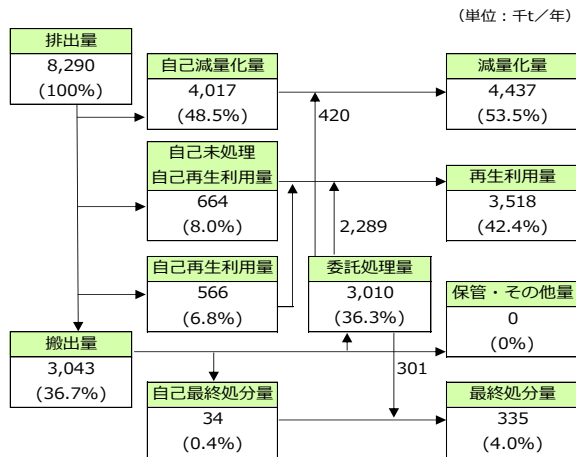 （単位：千t／年）
排出量
8,290
(100%)
自己減量化量
4,017
(48.5%)
減量化量
4,437
(53.5%)
420
自己未処理
自己再生利用量
664
(8.0%)
再生利用量
3,518
(42.4%)
2,289
自己再生利用量
566
(6.8%)
委託処理量
3,010
(36.3%)
保管・その他量
0
(0%)
搬出量
3,043
(36.7%)
301
自己最終処分量
34
(0.4%)
最終処分量
335
(4.0%)